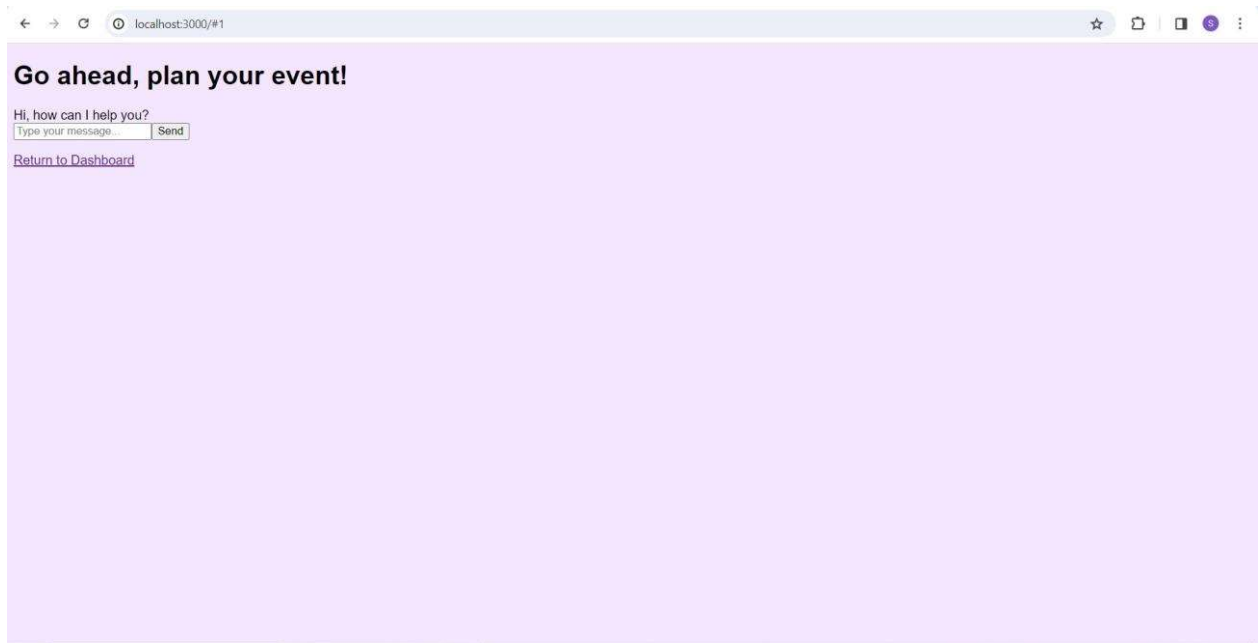 localhost:3000/#1
S
Go ahead, plan your event!
Hi, how can I help you?
Type your message... Send
Return to Dashboard